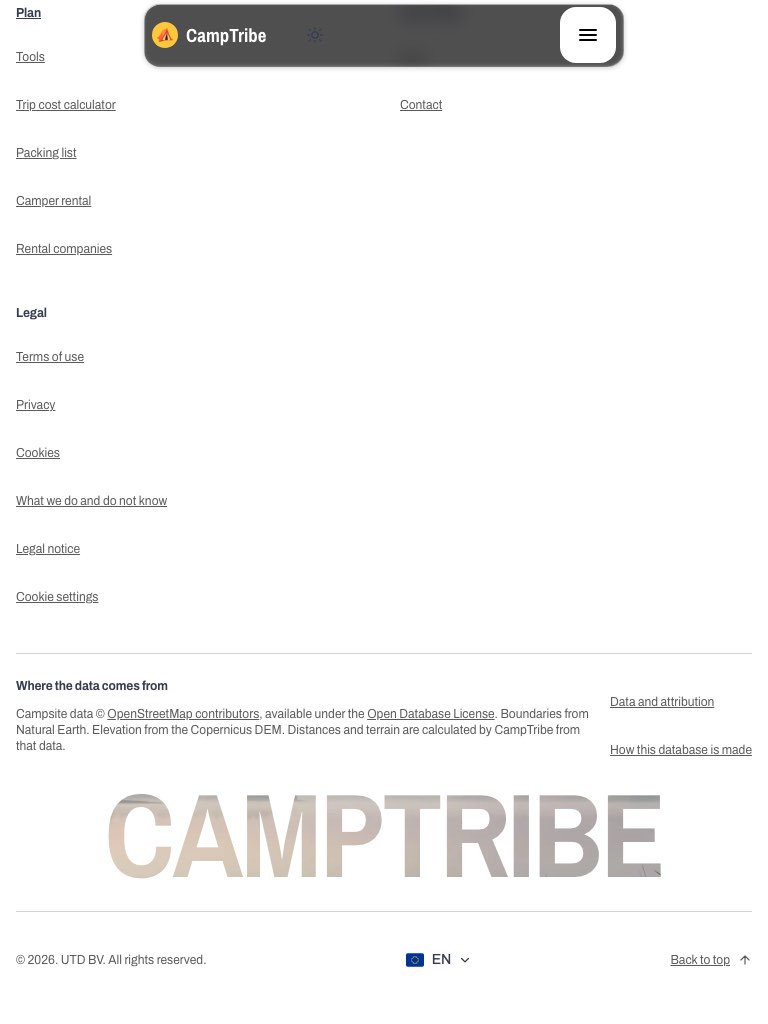 CampTribe
Plan
Tools
Trip cost calculator
Packing list
Camper rental
Rental companies
Contact
Legal
Terms of use
Privacy
Cookies
What we do and do not know
Legal notice
Cookie settings
Where the data comes from
Campsite data © OpenStreetMap contributors, available under the Open Database License. Boundaries from
Natural Earth. Elevation from the Copernicus DEM. Distances and terrain are calculated by CampTribe from
that data.
Data and attribution
How this database is made
CAMPTRIBE
© 2026. UTD BV. All rights reserved.
EN
Back to top